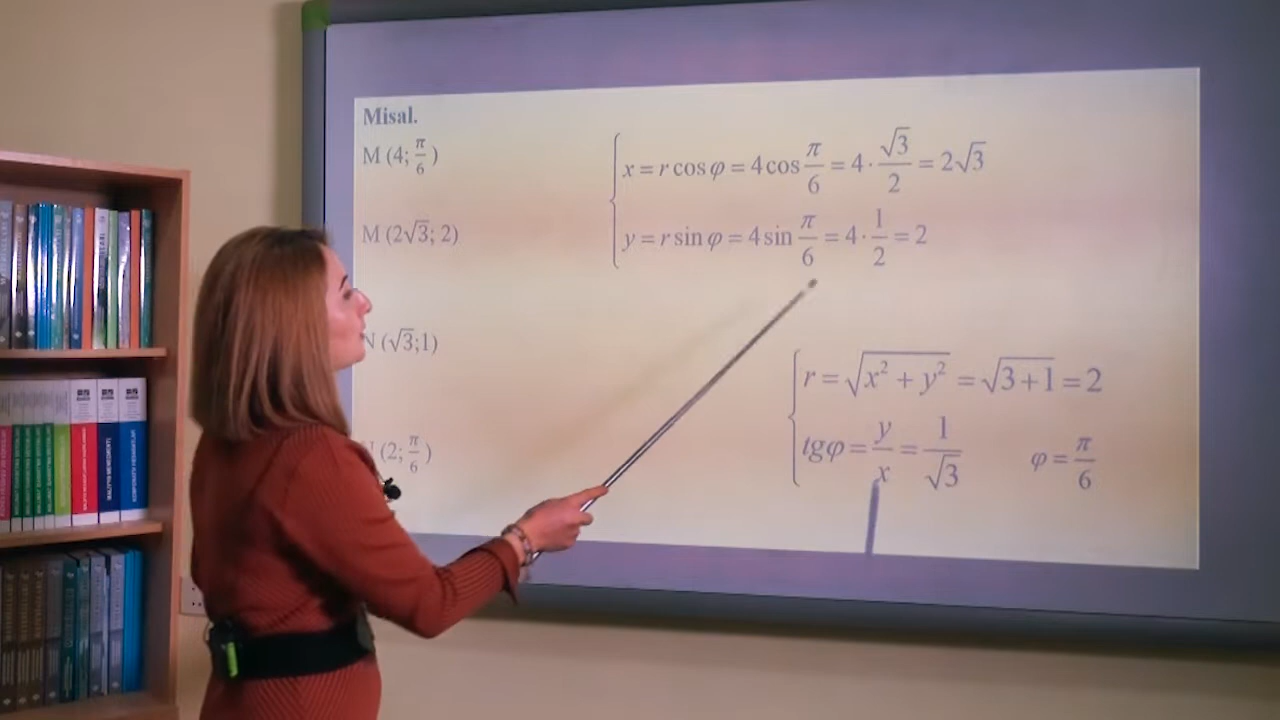 Misal.
M (4; π/6)
x = r cos φ = 4 cos π/6 = 4 · √3/2 = 2√3
M (2√3; 2)
y = r sin φ = 4 sin π/6 = 4 · 1/2 = 2
N (√3;1)
r = √(x² + y²) = √(3+1) = 2
(2; π/6)
tgφ = y/x = 1/√3 φ = π/6